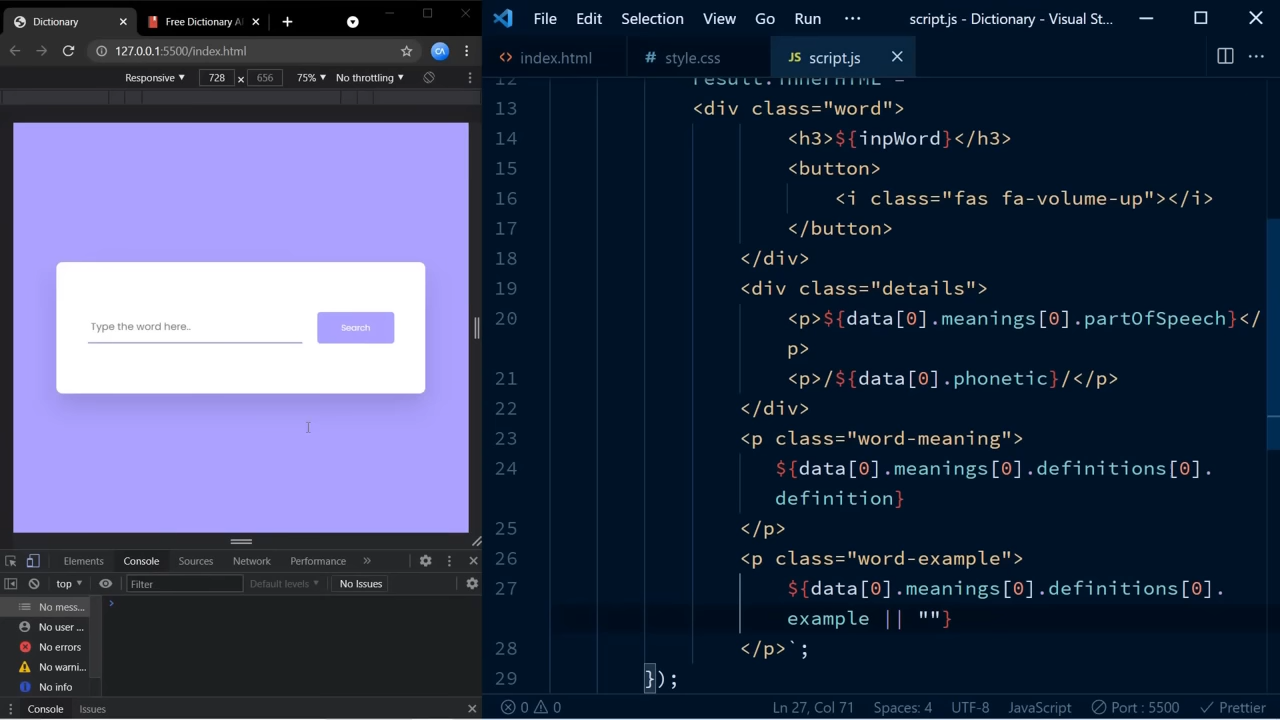 Dictionary
Free Dictionary A
File Edit Selection View Go Run ··· script.js - Dictionary - Visual St...
127.0.0.1:5500/index.html
CA
index.html
# style.css
JS script.js
Responsive 728 x 656 75% No throttling
Type the word here..
Search
12 result.innerHTML =
13 <div class="word">
14 <h3>${inpWord}</h3>
15 <button>
16 <i class="fas fa-volume-up"></i>
17 </button>
18 </div>
19 <div class="details">
20 <p>${data[0].meanings[0].partOfSpeech}</
p>
21 <p>/${data[0].phonetic}/</p>
22 </div>
23 <p class="word-meaning">
24 ${data[0].meanings[0].definitions[0].
definition}
25 </p>
26 <p class="word-example">
27 ${data[0].meanings[0].definitions[0].
example || ""}
28 </p>`;
29 });
Elements Console Sources Network Performance »
top Filter Default levels No Issues
No mess...
No user ...
No errors
No warni...
No info
>
Console Issues
0 0 Ln 27, Col 71 Spaces: 4 UTF-8 JavaScript Port : 5500 Prettier